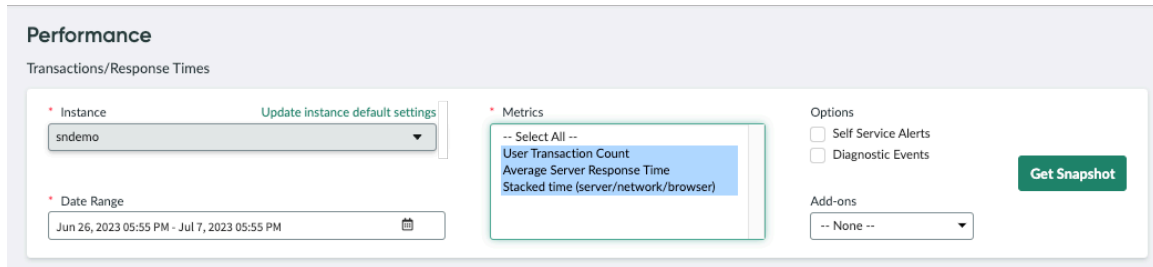 Performance
Transactions/Response Times
* Instance
Update instance default settings
sndemo
* Date Range
Jun 26, 2023 05:55 PM - Jul 7, 2023 05:55 PM
* Metrics
-- Select All --
User Transaction Count
Average Server Response Time
Stacked time (server/network/browser)
Options
Self Service Alerts
Diagnostic Events
Add-ons
-- None --
Get Snapshot